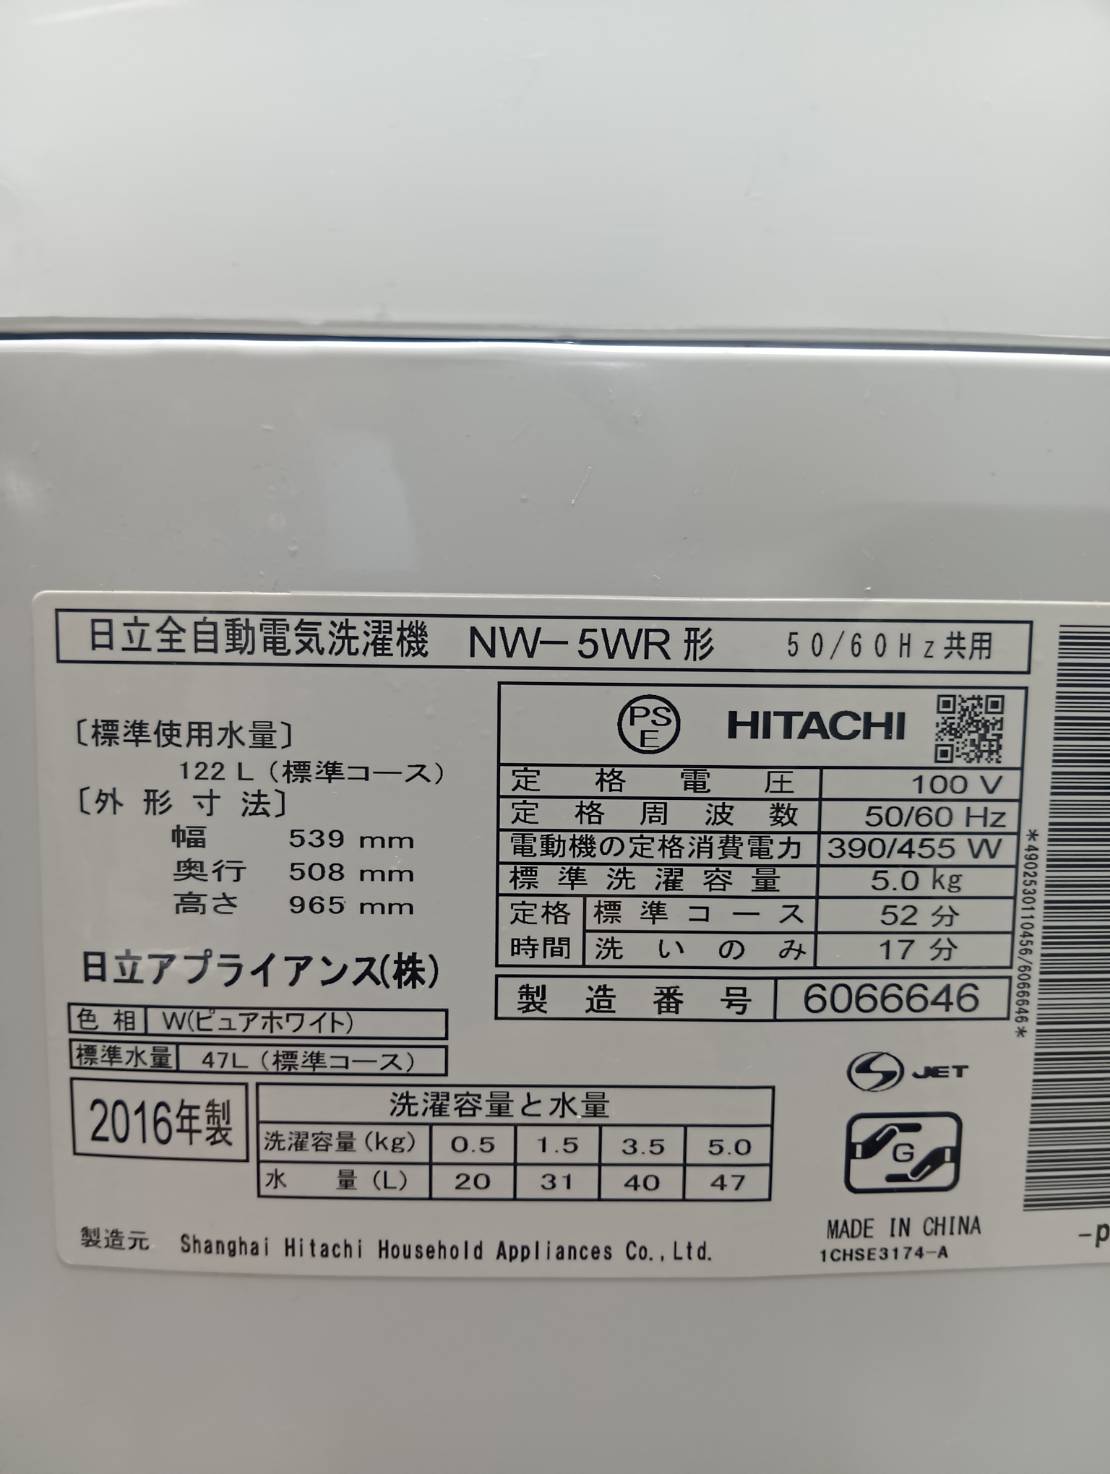 日立全自動電気洗濯機 NW-5WR形 50/60Hz共用
〔標準使用水量〕
122 L（標準コース）
〔外形寸法〕
幅 539 mm
奥行 508 mm
高さ 965 mm
日立アプライアンス(株)
色相 W(ピュアホワイト)
標準水量 47L（標準コース）
2016年製
PS
E
HITACHI
定格電圧 100 V
定格周波数 50/60 Hz
電動機の定格消費電力 390/455 W
標準洗濯容量 5.0 kg
定格時間 標準コース 52 分
洗いのみ 17 分
製造番号 6066646
洗濯容量と水量
洗濯容量(kg) 0.5 1.5 3.5 5.0
水量(L) 20 31 40 47
製造元 Shanghai Hitachi Household Appliances Co.,Ltd.
S JET
G
MADE IN CHINA
1CHSE3174-A
*4902530110456/6066646*
-p